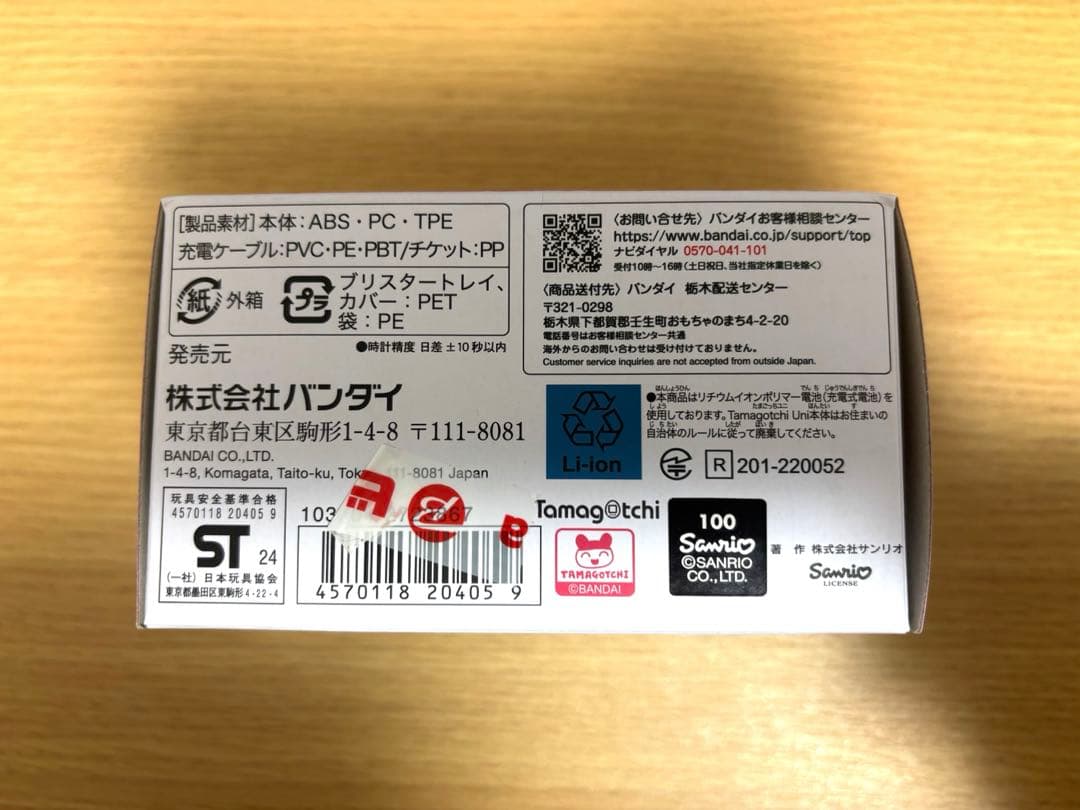 [製品素材]本体：ABS・PC・TPE
充電ケーブル：PVC・PE・PBT/チケット：PP
紙 外箱
プラ ブリスタートレイ、
カバー：PET
袋：PE
●時計精度 日差±10秒以内
発売元
株式会社バンダイ
東京都台東区駒形1-4-8 〒111-8081
BANDAI CO.,LTD.
1-4-8, Komagata, Taito-ku, 111-8081 Japan
玩具安全基準合格
4570118 20405 9
ST 24
(一社)日本玩具協会
東京都墨田区東駒形4-22-4
4570118 20405 9
〈お問い合せ先〉バンダイお客様相談センター
https://www.bandai.co.jp/support/top
ナビダイヤル 0570-041-101
受付10時〜16時(土日祝日、当社指定休業日を除く)
〈商品送付先〉バンダイ 栃木配送センター
〒321-0298
栃木県下都賀郡壬生町おもちゃのまち4-2-20
電話番号はお客様相談センター共通
海外からのお問い合わせは受け付けておりません。
Customer service inquiries are not accepted from outside Japan.
Li-ion
●本商品はリチウムイオンポリマー電池(充電式電池)を
使用しております。Tamagotchi Uni本体はお住まいの
自治体のルールに従って廃棄してください。
R 201-220052
Tamagotchi
TAMAGOTCHI
©BANDAI
100
Sanrio
©SANRIO
CO., LTD.
著 作 株式会社サンリオ
Sanrio
LICENSE